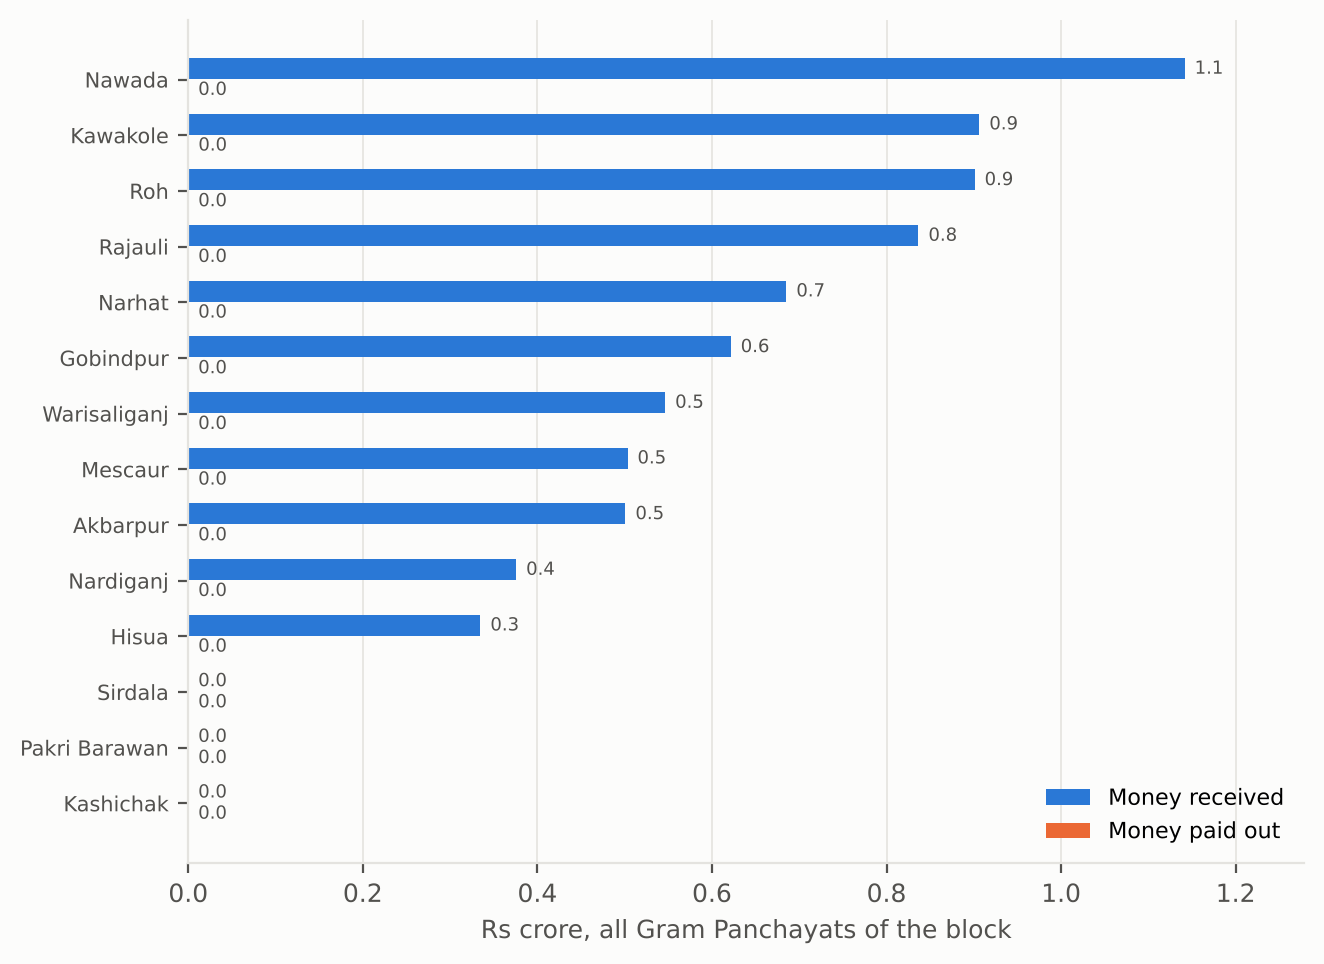 Nawada 1.1
0.0
Kawakole 0.9
0.0
Roh 0.9
0.0
Rajauli 0.8
0.0
Narhat 0.7
0.0
Gobindpur 0.6
0.0
Warisaliganj 0.5
0.0
Mescaur 0.5
0.0
Akbarpur 0.5
0.0
Nardiganj 0.4
0.0
Hisua 0.3
0.0
Sirdala 0.0
0.0
Pakri Barawan 0.0
0.0
Kashichak 0.0
0.0
Money received
Money paid out
0.0 0.2 0.4 0.6 0.8 1.0 1.2
Rs crore, all Gram Panchayats of the block